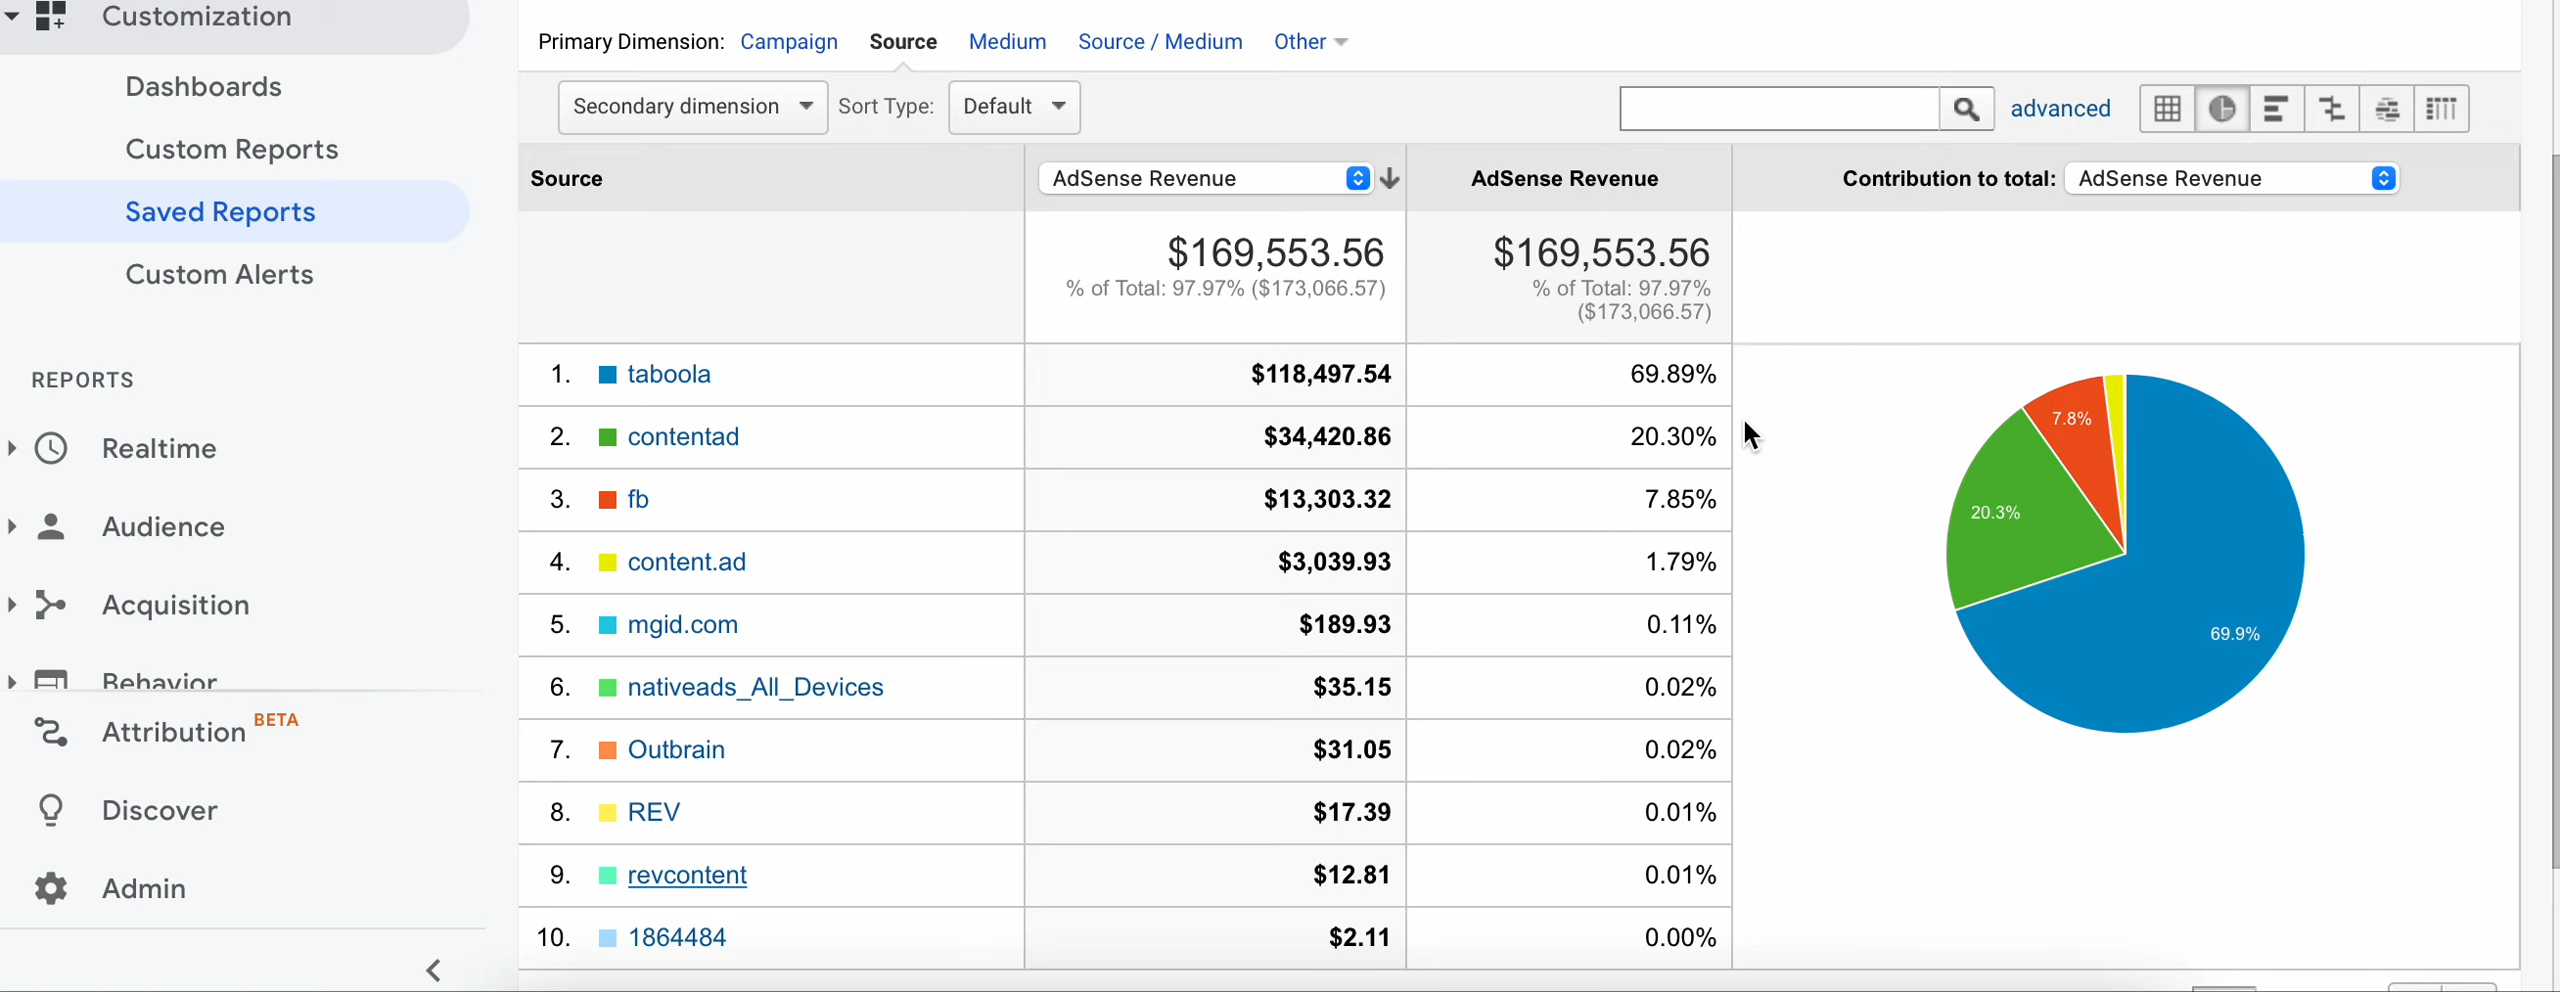 Customization
Dashboards
Custom Reports
Saved Reports
Custom Alerts
REPORTS
Realtime
Audience
Acquisition
Behavior
Attribution BETA
Discover
Admin
Primary Dimension: Campaign Source Medium Source / Medium Other
Secondary dimension Sort Type: Default advanced
Source AdSense Revenue AdSense Revenue Contribution to total: AdSense Revenue
$169,553.56 $169,553.56
% of Total: 97.97% ($173,066.57) % of Total: 97.97%
($173,066.57)
1. taboola $118,497.54 69.89%
2. contentad $34,420.86 20.30%
3. fb $13,303.32 7.85%
4. content.ad $3,039.93 1.79%
5. mgid.com $189.93 0.11%
6. nativeads_All_Devices $35.15 0.02%
7. Outbrain $31.05 0.02%
8. REV $17.39 0.01%
9. revcontent $12.81 0.01%
10. 1864484 $2.11 0.00%
7.8%
20.3%
69.9%